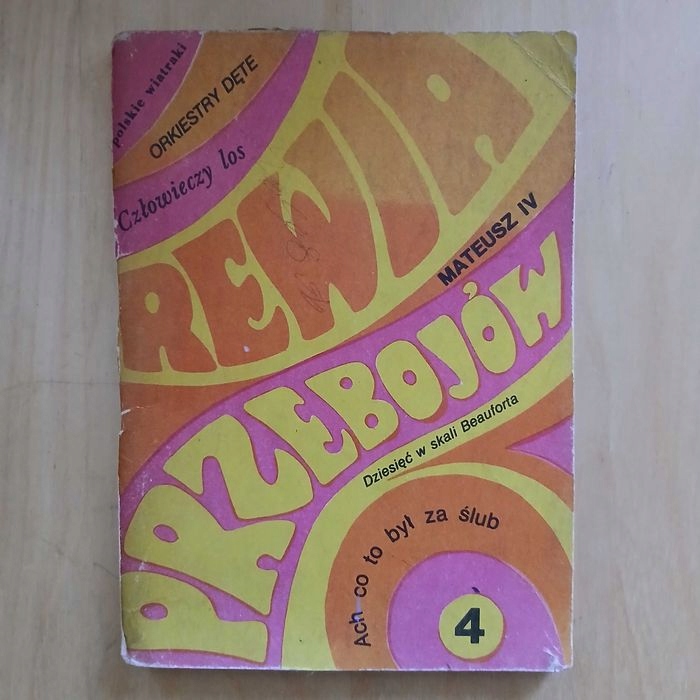 polskie wiatraki
ORKIESTRY DĘTE
Człowieczy los
REWIA
MATEUSZ IV
PRZEBOJÓW
Dziesięć w skali Beauforta
Ach co to był za ślub
4